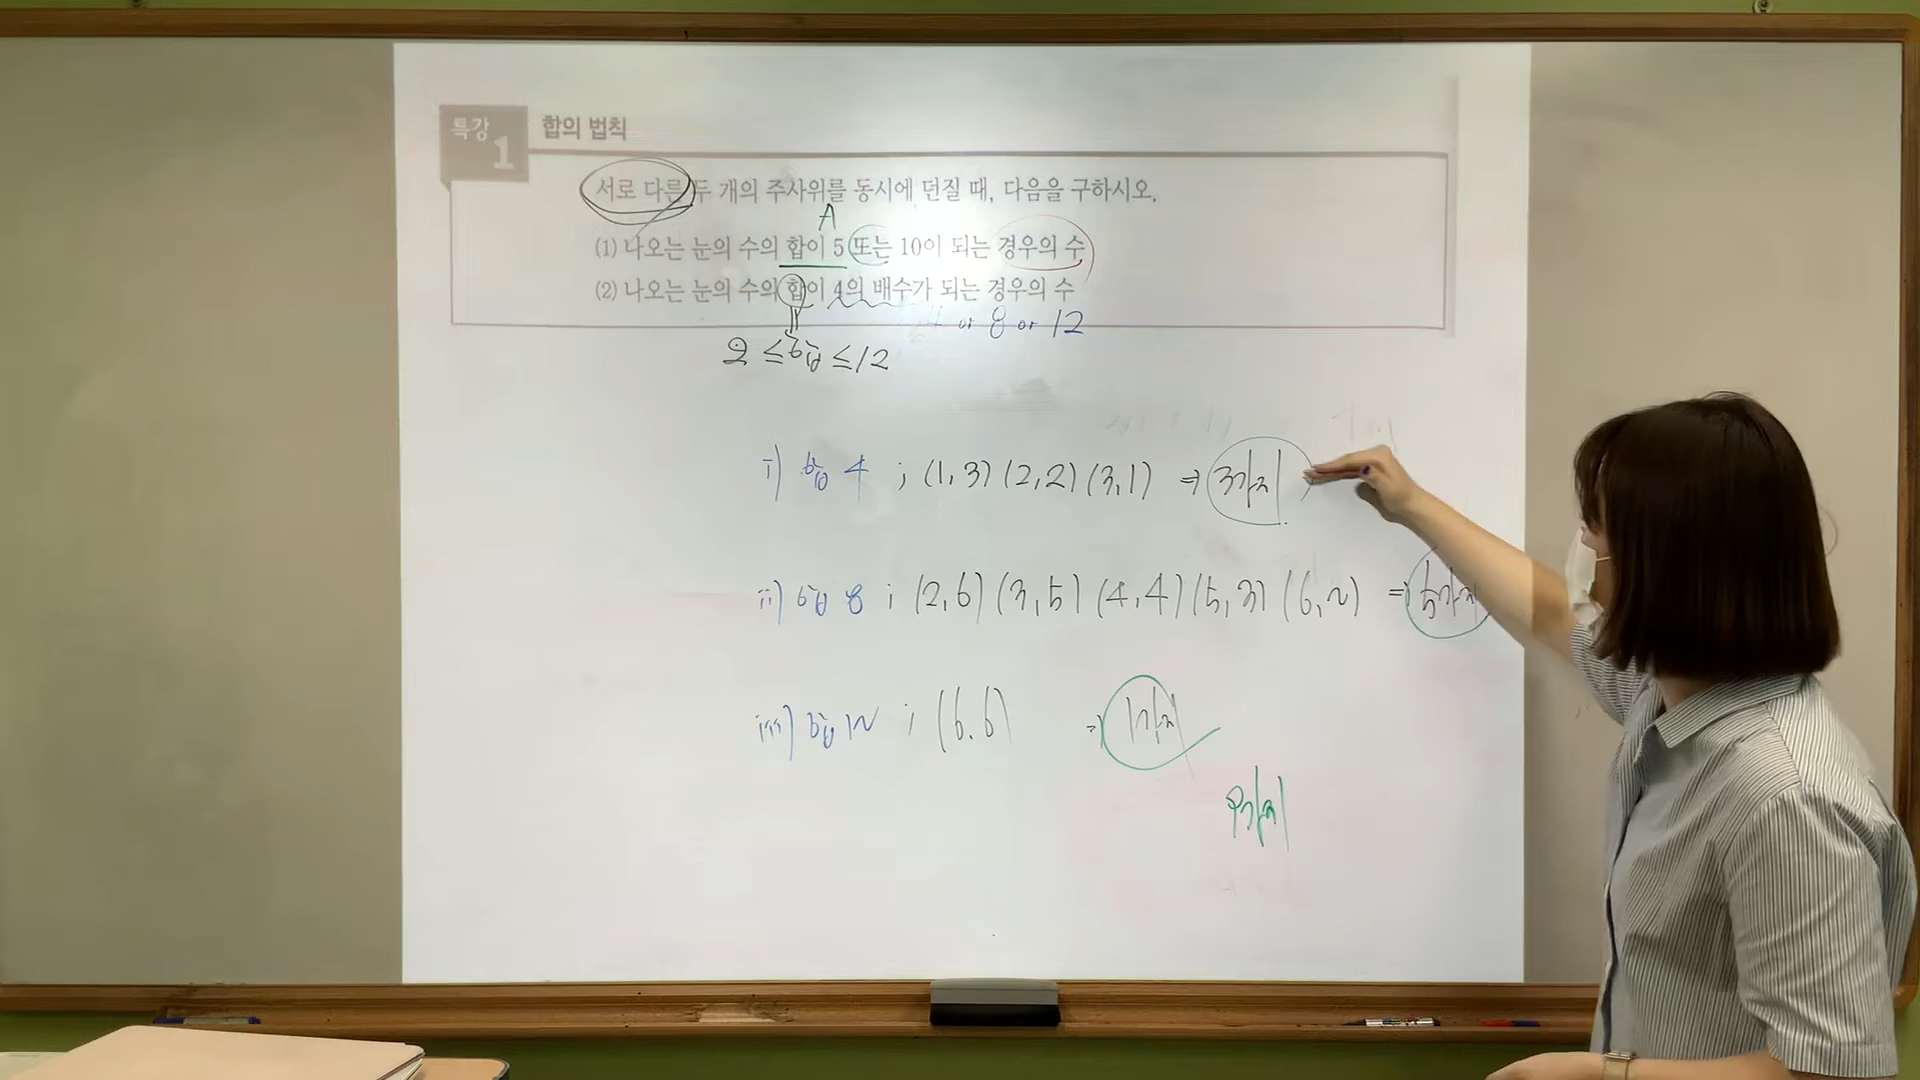 특강 1 합의 법칙
서로 다른 두 개의 주사위를 동시에 던질 때, 다음을 구하시오.
A
(1) 나오는 눈의 수의 합이 5 또는 10이 되는 경우의 수
(2) 나오는 눈의 수의 합이 4의 배수가 되는 경우의 수
or 8 or 12
2 ≤ 합 ≤ 12
i) 합 4 ; (1, 3) (2, 2) (3, 1) ⇒ 3가지
ii) 합 8 ; (2, 6) (3, 5) (4, 4) (5, 3) (6, 2) ⇒ 5가지
iii) 합 12 ; (6, 6) ⇒ 1가지
9가지